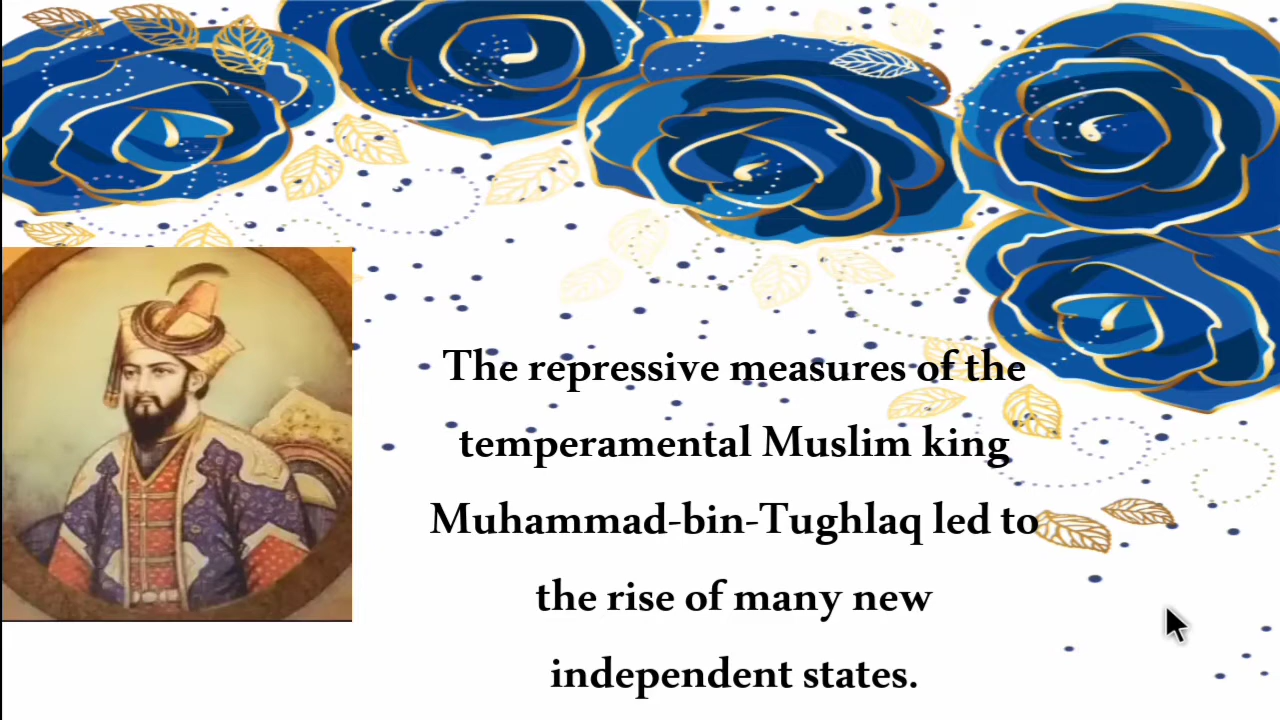 The repressive measures of the
temperamental Muslim king
Muhammad-bin-Tughlaq led to
the rise of many new
independent states.